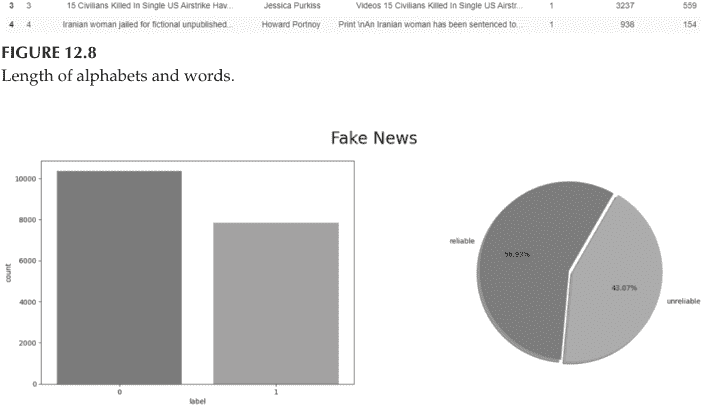 3 3 15 Civilians Killed In Single US Airstrike Hav... Jessica Purkiss Videos 15 Civilians Killed In Single US Airstr... 1 3237 559
4 4 Iranian woman jailed for fictional unpublished... Howard Portnoy Print \nAn Iranian woman has been sentenced to... 1 938 154
FIGURE 12.8
Length of alphabets and words.
Fake News
10000
8000
6000
4000
2000
0
count
0 1
label
reliable
56.93%
43.07%
unreliable